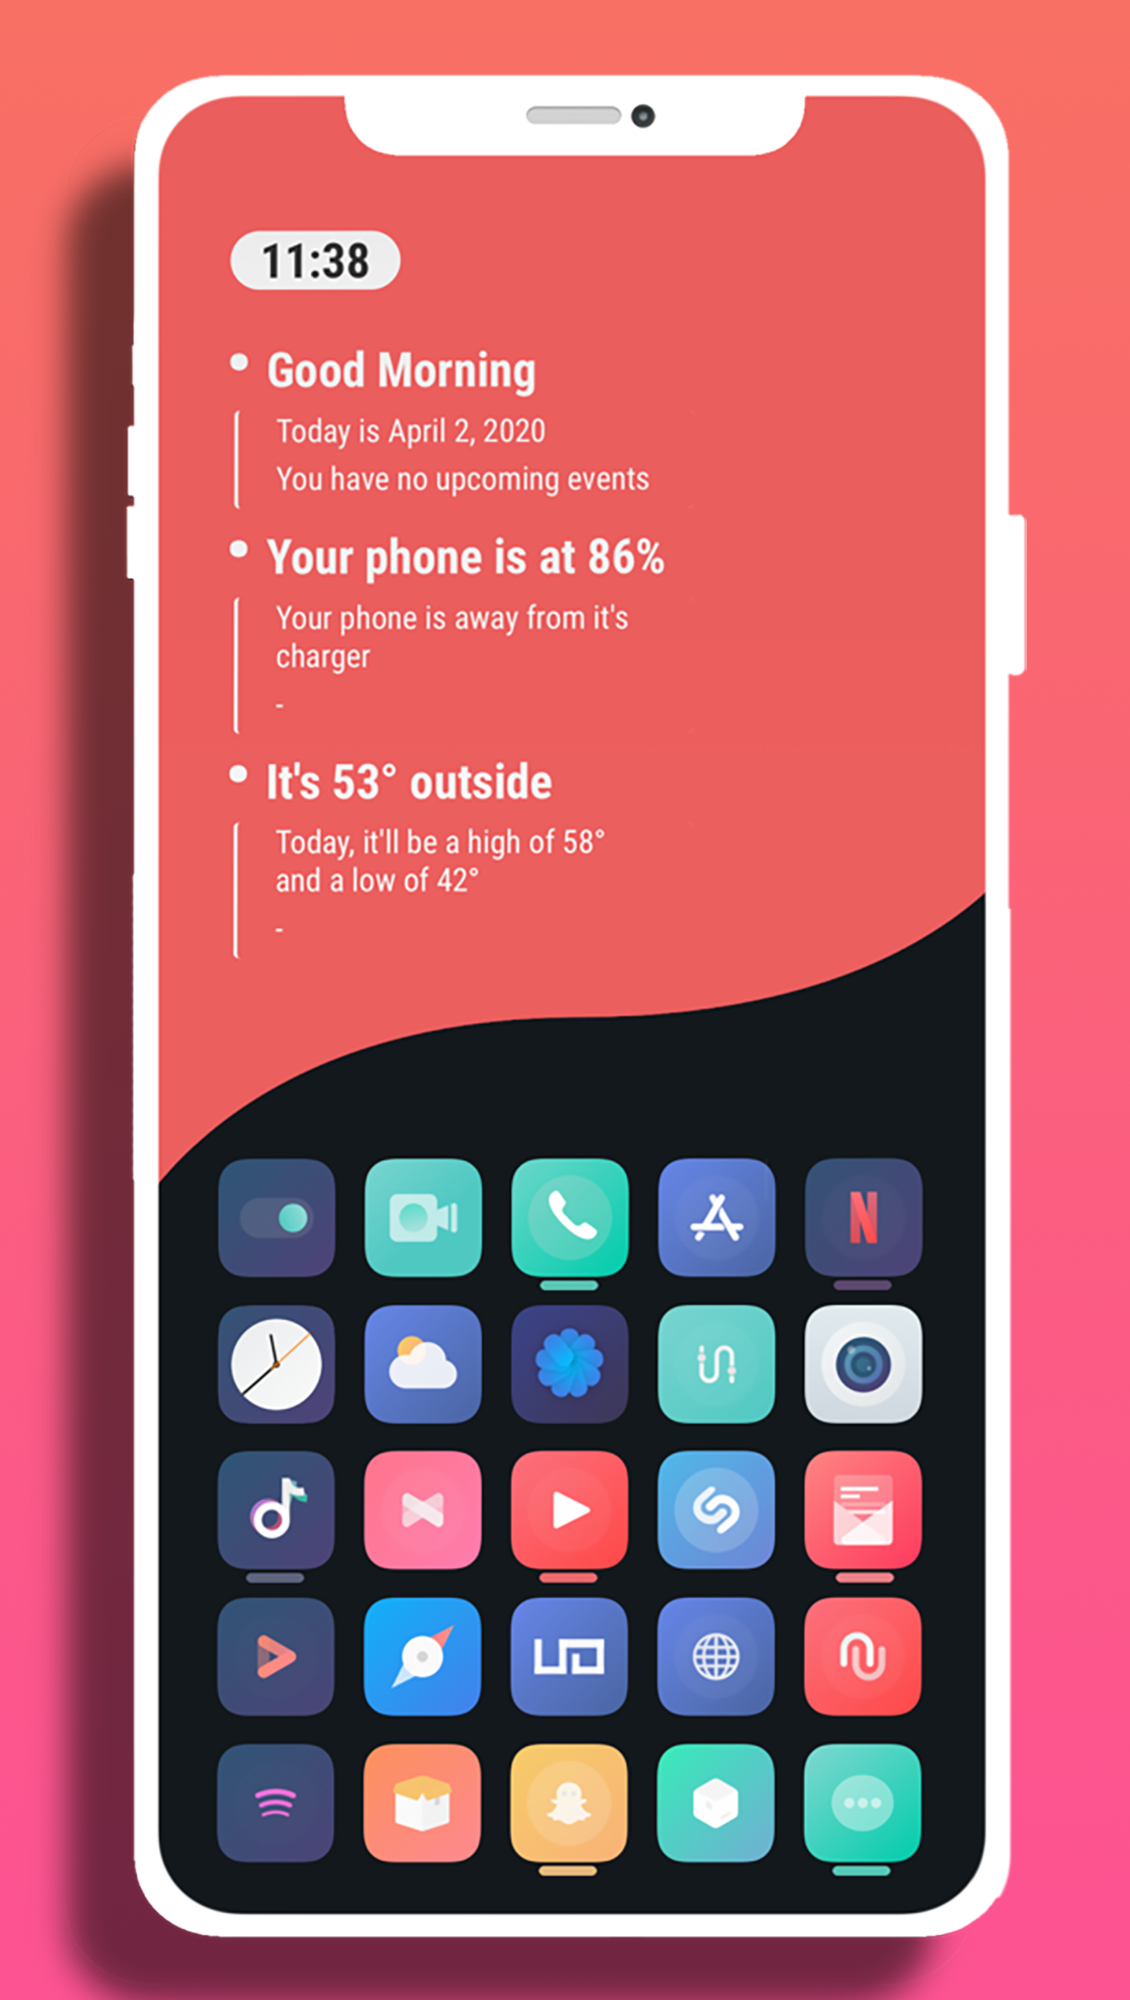 11:38
Good Morning
Today is April 2, 2020
You have no upcoming events
Your phone is at 86%
Your phone is away from it's
charger
-
It's 53° outside
Today, it'll be a high of 58°
and a low of 42°
-
N